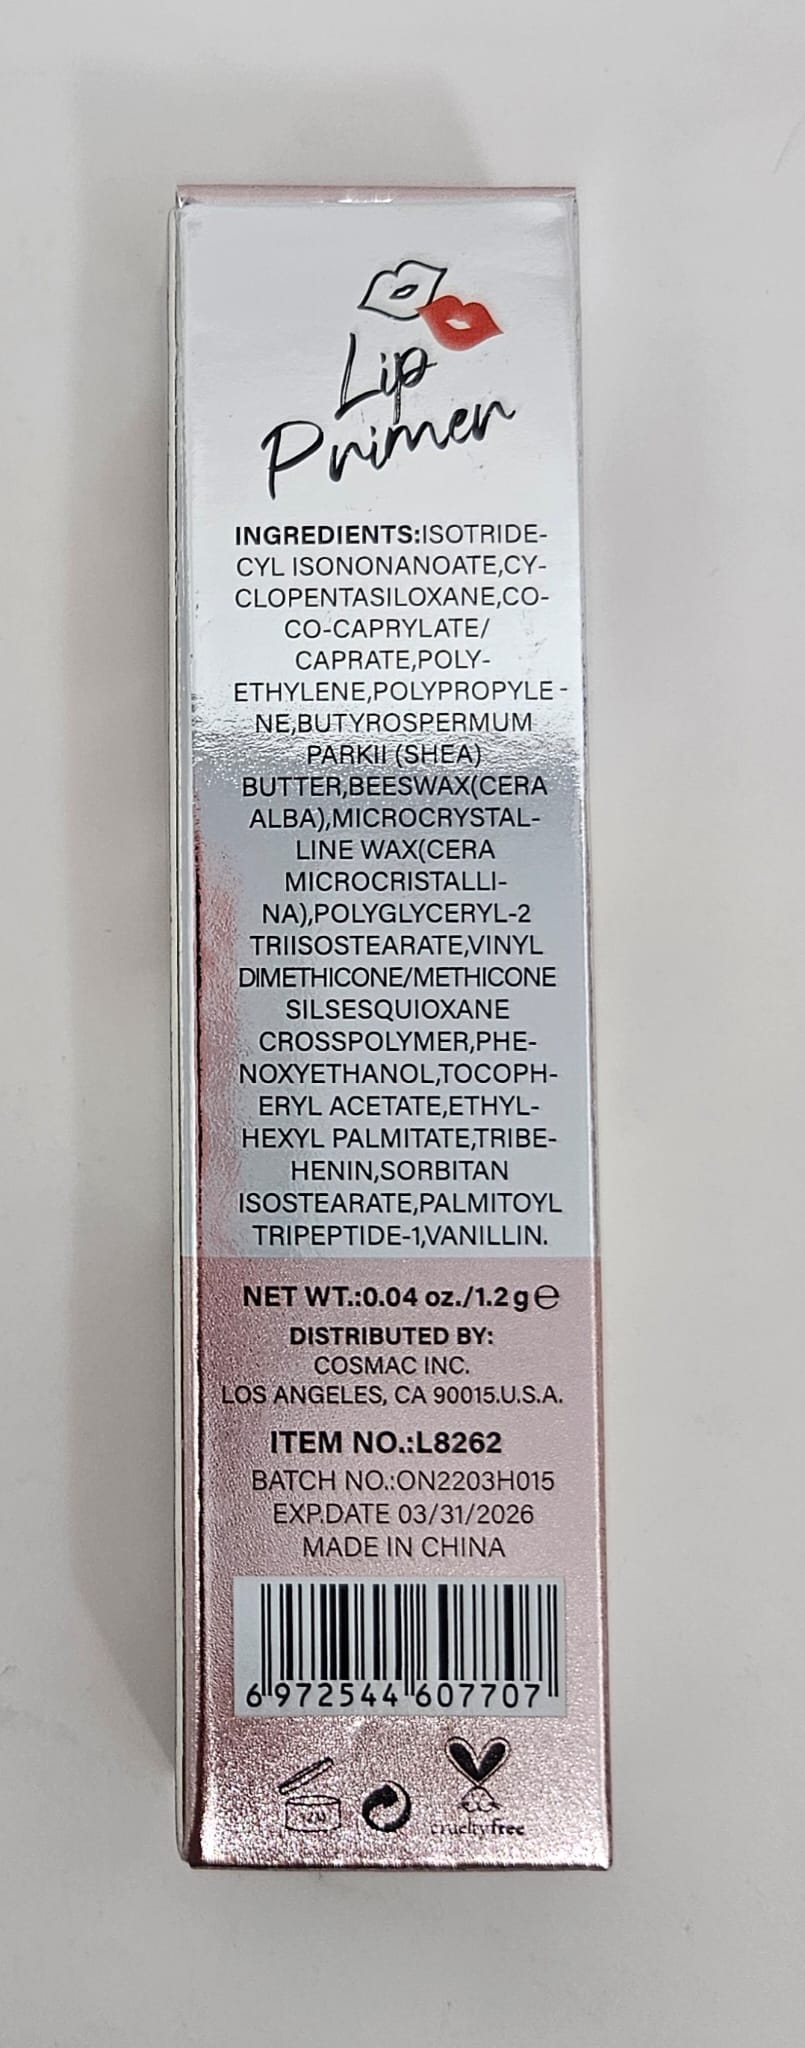 Lip
Primer
INGREDIENTS:ISOTRIDE-
CYL ISONONANOATE,CY-
CLOPENTASILOXANE,CO-
CO-CAPRYLATE/
CAPRATE,POLY-
ETHYLENE,POLYPROPYLE-
NE,BUTYROSPERMUM
PARKII (SHEA)
BUTTER,BEESWAX(CERA
ALBA),MICROCRYSTAL-
LINE WAX(CERA
MICROCRISTALLI-
NA),POLYGLYCERYL-2
TRIISOSTEARATE,VINYL
DIMETHICONE/METHICONE
SILSESQUIOXANE
CROSSPOLYMER,PHE-
NOXYETHANOL,TOCOPH-
ERYL ACETATE,ETHYL-
HEXYL PALMITATE,TRIBE-
HENIN,SORBITAN
ISOSTEARATE,PALMITOYL
TRIPEPTIDE-1,VANILLIN.
NET WT.:0.04 oz./1.2g℮
DISTRIBUTED BY:
COSMAC INC.
LOS ANGELES, CA 90015.U.S.A.
ITEM NO.:L8262
BATCH NO.:ON2203H015
EXP.DATE 03/31/2026
MADE IN CHINA
6 972544 607707
crueltyfree